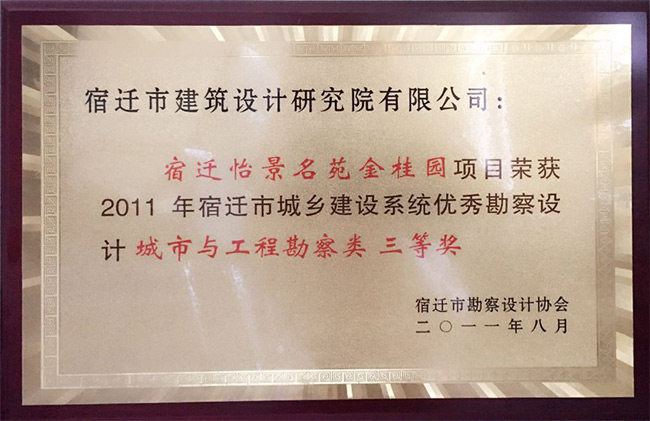 宿迁市建筑设计研究院有限公司：
宿迁怡景名苑金桂园项目荣获
2011 年宿迁市城乡建设系统优秀勘察设
计 城市与工程勘察类 三等奖
宿迁市勘察设计协会
二〇一一年八月